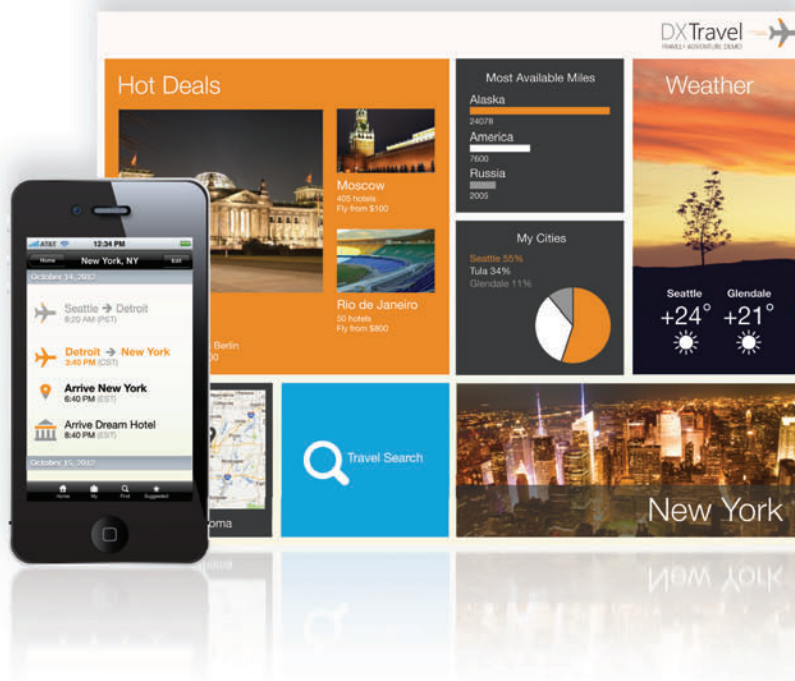 DXTravel
TRAVEL+ ADVENTURE DEMO
Hot Deals
Moscow
405 hotels
Fly from $100
Rio de Janeiro
50 hotels
Fly from $800
Berlin
Most Available Miles
Alaska
24078
America
7600
Russia
2005
My Cities
Seattle 55%
Tula 34%
Glendale 11%
Weather
Seattle
+24°
Glendale
+21°
oma
Travel Search
New York
AT&T
12:34 PM
Home
New York, NY
Edit
October 14, 2012
Seattle → Detroit
8:20 AM (PST)
Detroit → New York
3:40 PM (CST)
Arrive New York
6:40 PM (EST)
Arrive Dream Hotel
8:40 PM (EST)
October 15, 2012
Home
My
Find
Suggested